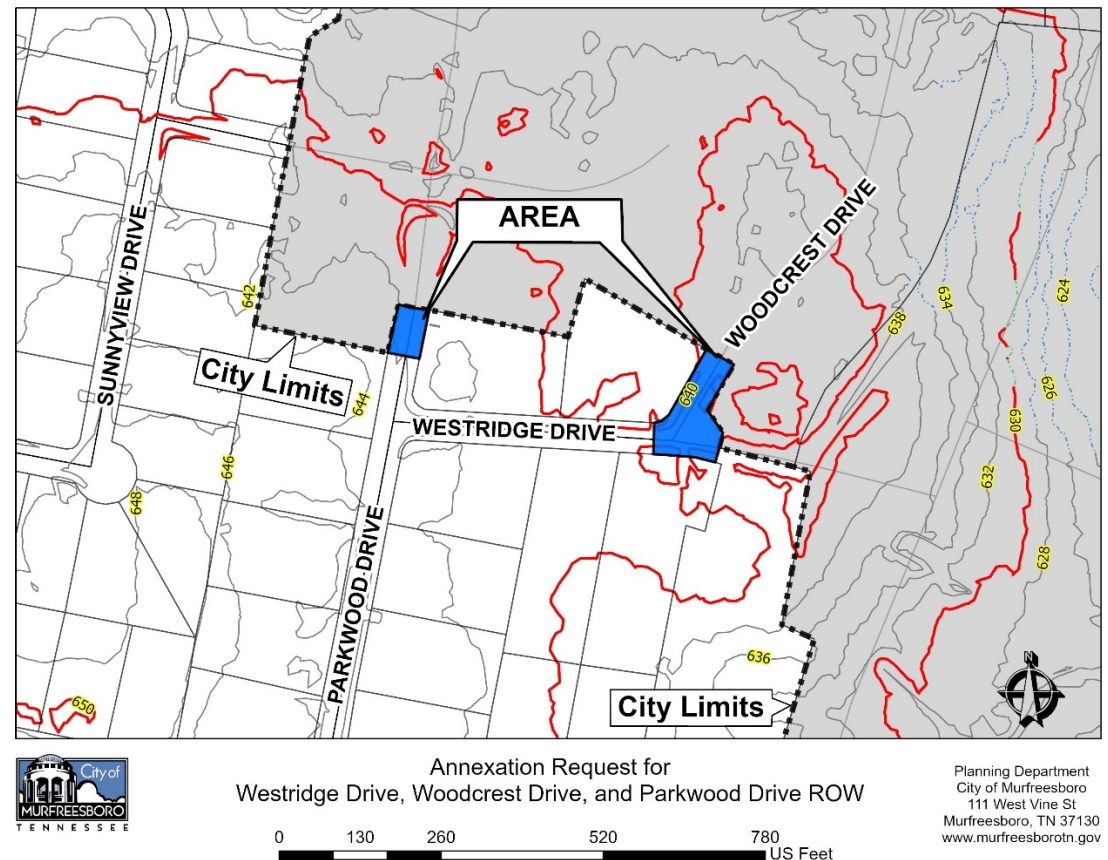 AREA
WOODCREST DRIVE
SUNNYVIEW DRIVE
642
634
624
638
City Limits
644
640
626
630
WESTRIDGE DRIVE
646
632
648
PARKWOOD DRIVE
628
636
650
City Limits
N
City of
MURFREESBORO
TENNESSEE
Annexation Request for
Westridge Drive, Woodcrest Drive, and Parkwood Drive ROW
0 130 260 520 780
US Feet
Planning Department
City of Murfreesboro
111 West Vine St
Murfreesboro, TN 37130
www.murfreesborotn.gov